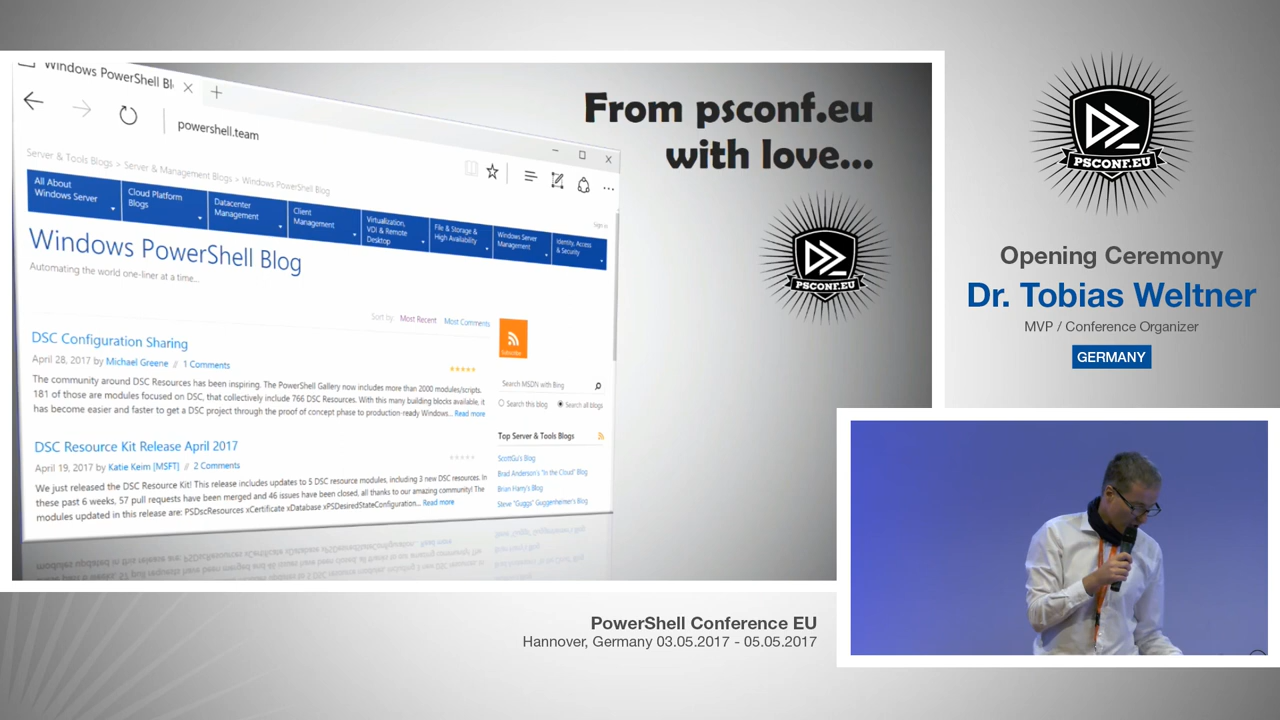 Windows PowerShell Bl
powershell.team
Server & Tools Blogs > Server & Management Blogs > Windows PowerShell Blog
Sign in
All About
Windows Server
Cloud Platform
Blogs
Datacenter
Management
Client
Management
Virtualization,
VDI & Remote
Desktop
File & Storage &
High Availability
Windows Server
Management
Identity, Access
& Security
Windows PowerShell Blog
Automating the world one-liner at a time...
Sort by: Most Recent Most Comments
DSC Configuration Sharing
April 28, 2017 by Michael Greene // 1 Comments
The community around DSC Resources has been inspiring. The PowerShell Gallery now includes more than 2000 modules/scripts,
181 of those are modules focused on DSC, that collectively include 766 DSC Resources. With this many building blocks available, it
has become easier and faster to get a DSC project through the proof of concept phase to production-ready Windows... Read more
DSC Resource Kit Release April 2017
April 19, 2017 by Katie Keim [MSFT] // 2 Comments
We just released the DSC Resource Kit! This release includes updates to 5 DSC resource modules, including 3 new DSC resources. In
these past 6 weeks, 57 pull requests have been merged and 46 issues have been closed, all thanks to our amazing community! The
modules updated in this release are: PSDscResources xCertificate xDatabase xPSDesiredStateConfiguration... Read more
Subscribe
Search MSDN with Bing
Search this blog Search all blogs
Top Server & Tools Blogs
ScottGu's Blog
Brad Anderson's "In the Cloud" Blog
Brian Harry's Blog
Steve "Guggs" Guggenheimer's Blog
From psconf.eu
with love...
PSCONF.EU
PSCONF.EU
Opening Ceremony
Dr. Tobias Weltner
MVP / Conference Organizer
GERMANY
PowerShell Conference EU
Hannover, Germany 03.05.2017 - 05.05.2017